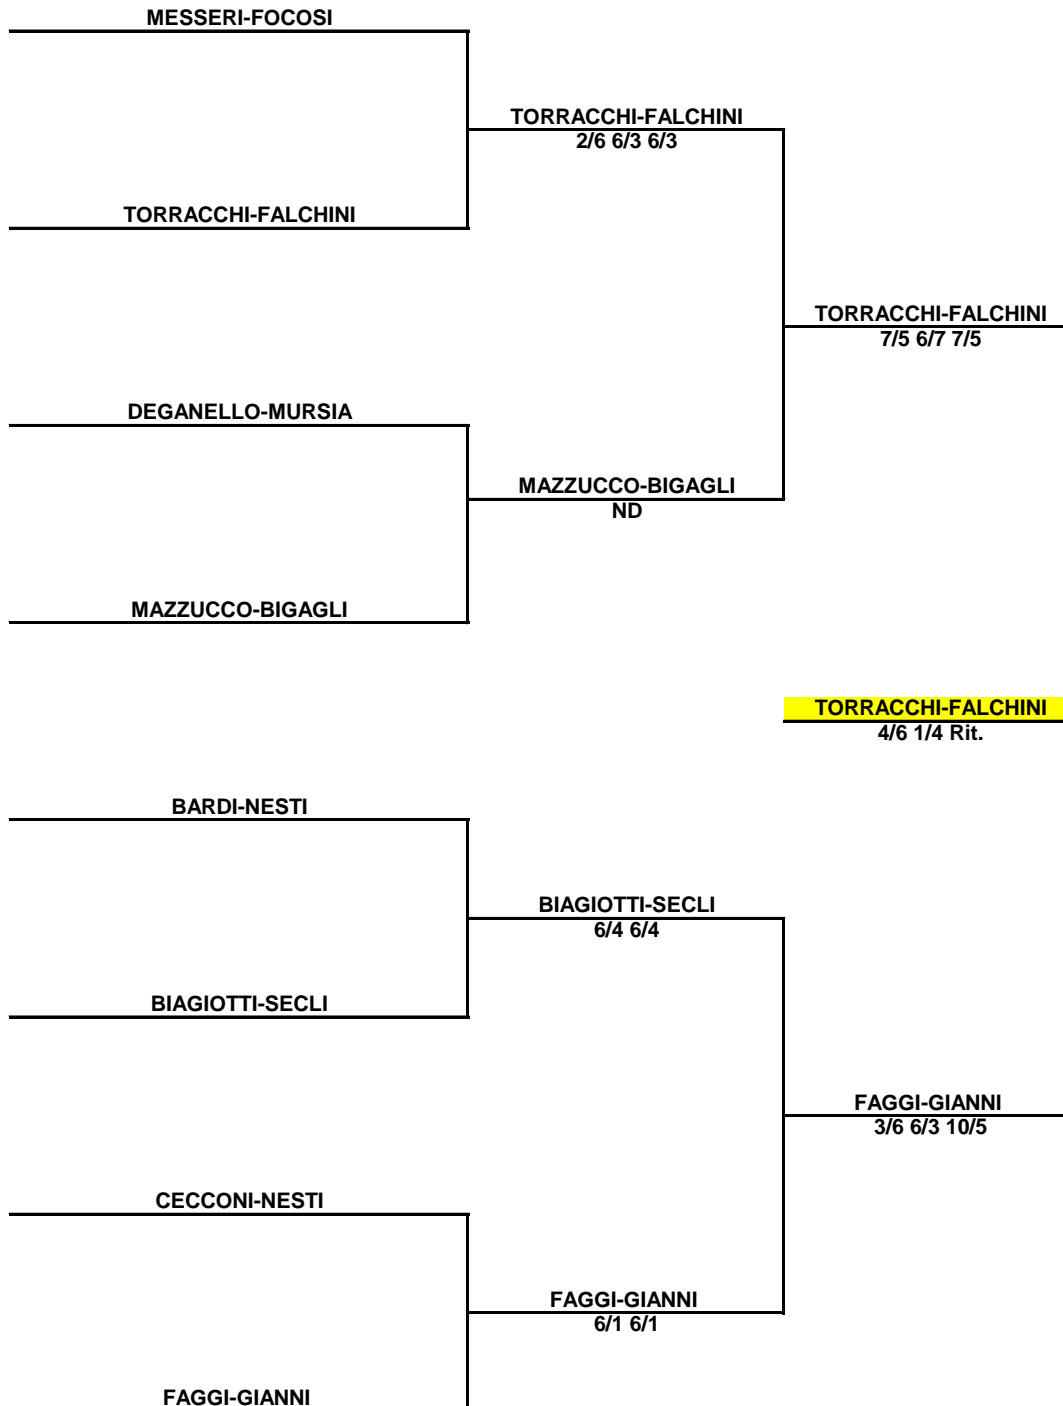 MESSERI-FOCOSI
TORRACCHI-FALCHINI
2/6 6/3 6/3
TORRACCHI-FALCHINI
TORRACCHI-FALCHINI
7/5 6/7 7/5
DEGANELLO-MURSIA
MAZZUCCO-BIGAGLI
ND
MAZZUCCO-BIGAGLI
TORRACCHI-FALCHINI
4/6 1/4 Rit.
BARDI-NESTI
BIAGIOTTI-SECLI
6/4 6/4
BIAGIOTTI-SECLI
FAGGI-GIANNI
3/6 6/3 10/5
CECCONI-NESTI
FAGGI-GIANNI
6/1 6/1
FAGGI-GIANNI